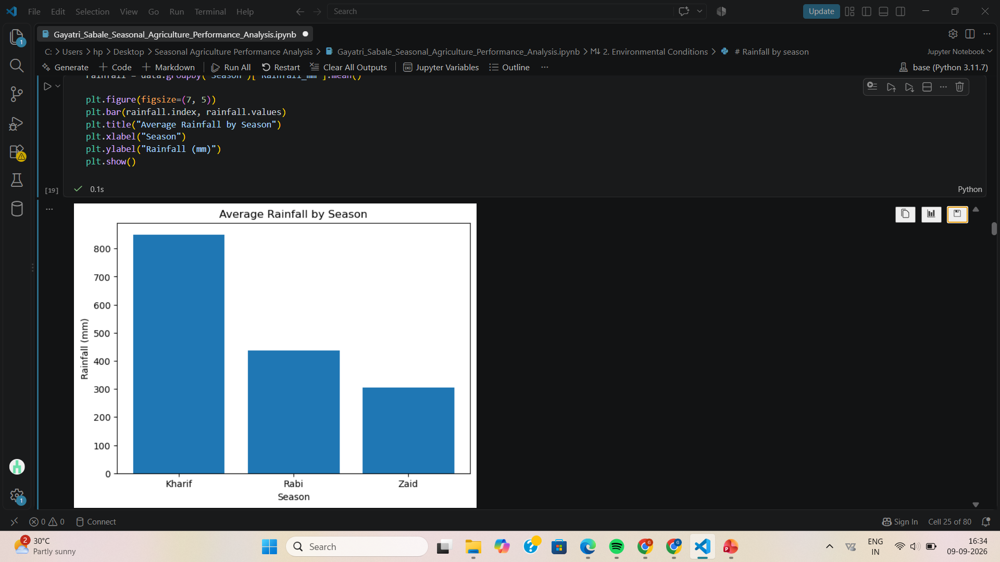 File Edit Selection View Go Run Terminal Help
Search
Update
Gayatri_Sabale_Seasonal_Agriculture_Performance_Analysis.ipynb
C: > Users > hp > Desktop > Seasonal Agriculture Performance Analysis > Gayatri_Sabale_Seasonal_Agriculture_Performance_Analysis.ipynb > M↓ 2. Environmental Conditions > # Rainfall by season
Jupyter Notebook
Generate + Code + Markdown Run All Restart Clear All Outputs Jupyter Variables Outline ...
base (Python 3.11.7)
rainfall = data.groupby("Season")["Rainfall_mm"].mean()
plt.figure(figsize=(7, 5))
plt.bar(rainfall.index, rainfall.values)
plt.title("Average Rainfall by Season")
plt.xlabel("Season")
plt.ylabel("Rainfall (mm)")
plt.show()
[19] 0.1s
Python
Average Rainfall by Season
800
700
600
500
400
300
200
100
0
Rainfall (mm)
Kharif Rabi Zaid
Season
1
1
0 0 Connect
Sign In Cell 25 of 80
2
30°C
Partly sunny
Search
ENG
IN
16:34
09-09-2026